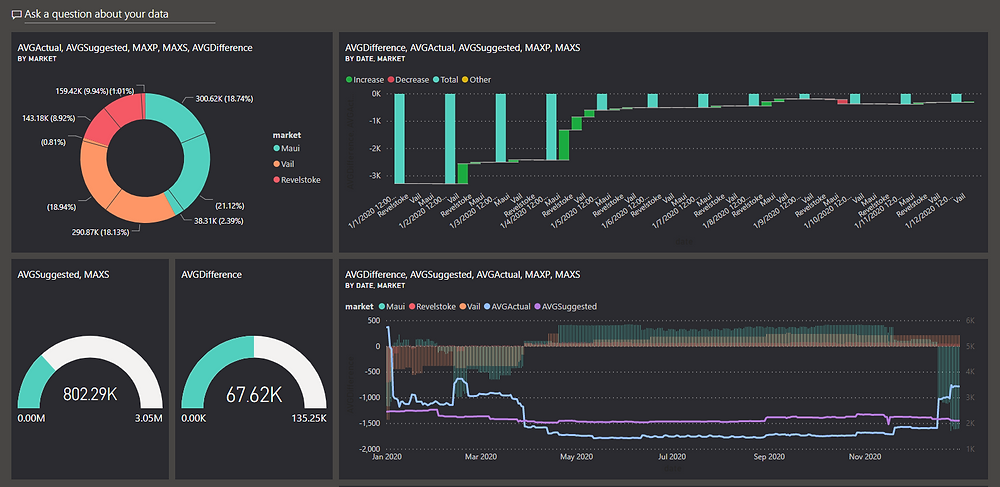 Ask a question about your data
AVGActual, AVGSuggested, MAXP, MAXS, AVGDifference
BY MARKET
159.42K (9.94%)
(1.01%)
300.62K (18.74%)
143.18K (8.92%)
(0.81%)
(18.94%)
290.87K (18.13%)
38.31K (2.39%)
(21.12%)
market
Maui
Vail
Revelstoke
AVGDifference, AVGActual, AVGSuggested, MAXP, MAXS
BY DATE, MARKET
Increase Decrease Total Other
0K
-1K
-2K
-3K
1/1/2020 12:00...
Revelstoke
Vail
Maui
1/2/2020 12:00...
Vail
Revelstoke
Maui
1/3/2020 12:00...
Maui
Vail
Revelstoke
1/4/2020 12:00...
Maui
Revelstoke
Vail
1/5/2020 12:00...
Revelstoke
Vail
Maui
1/6/2020 12:00...
Revelstoke
Vail
Maui
1/7/2020 12:00...
Revelstoke
Maui
Vail
1/8/2020 12:00...
Vail
Revelstoke
Maui
1/9/2020 12:00...
Vail
Revelstoke
Maui
1/10/2020 12:0...
Vail
Maui
Revelstoke
1/11/2020 12:0...
Maui
Revelstoke
Vail
1/12/2020 12:0...
Vail
AVGSuggested, MAXS
802.29K
0.00M
3.05M
AVGDifference
67.62K
0.00K
135.25K
AVGDifference, AVGSuggested, AVGActual, MAXP, MAXS
BY DATE, MARKET
market Maui Revelstoke Vail AVGActual AVGSuggested
500
0
-500
-1,000
-1,500
-2,000
6K
5K
4K
3K
2K
1K
Jan 2020
Mar 2020
May 2020
Jul 2020
Sep 2020
Nov 2020